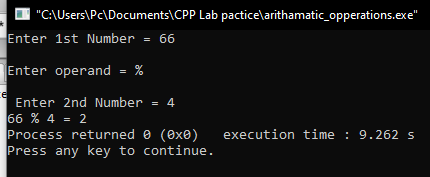 "C:\Users\Pc\Documents\CPP Lab pactice\arithamatic_opperations.exe"
Enter 1st Number = 66
Enter operand = %
Enter 2nd Number = 4
66 % 4 = 2
Process returned 0 (0x0)   execution time : 9.262 s
Press any key to continue.